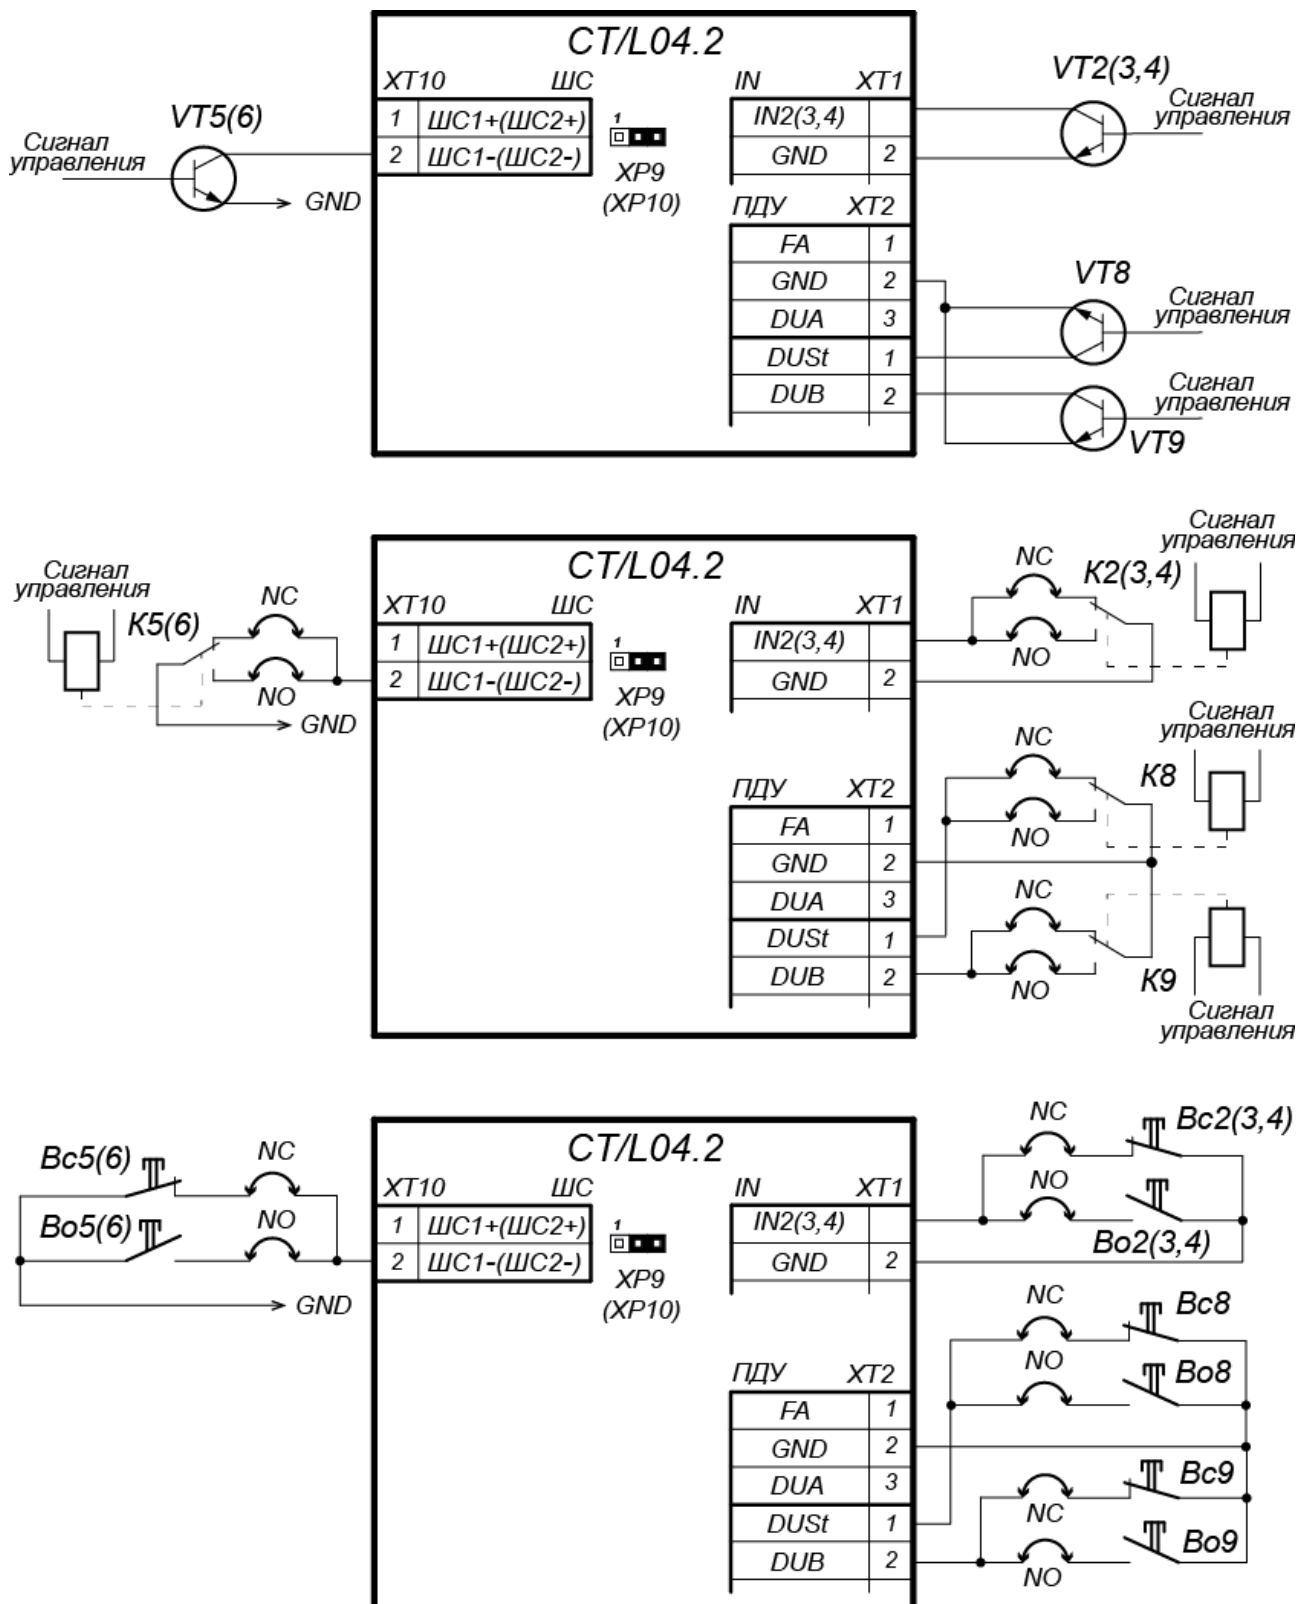 CT/L04.2
XT10 ШС
IN XT1
VT2(3,4)
VT5(6)
1 ШС1+(ШС2+)
2 ШС1-(ШС2-)
1
XP9
(XP10)
IN2(3,4)
GND 2
Сигнал
управления
Сигнал
управления
GND
ПДУ XT2
FA 1
GND 2
DUA 3
DUSt 1
DUB 2
VT8
Сигнал
управления
Сигнал
управления
VT9
CT/L04.2
Сигнал
управления
K5(6)
NC
NO
GND
XT10 ШС
1 ШС1+(ШС2+)
2 ШС1-(ШС2-)
1
XP9
(XP10)
IN XT1
IN2(3,4)
GND 2
NC
NO
K2(3,4)
Сигнал
управления
ПДУ XT2
FA 1
GND 2
DUA 3
DUSt 1
DUB 2
NC
NO
K8
Сигнал
управления
NC
NO
K9
Сигнал
управления
CT/L04.2
Bc5(6)
NC
Bo5(6)
NO
GND
XT10 ШС
1 ШС1+(ШС2+)
2 ШС1-(ШС2-)
1
XP9
(XP10)
IN XT1
IN2(3,4)
GND 2
NC
Bc2(3,4)
NO
Bo2(3,4)
ПДУ XT2
FA 1
GND 2
DUA 3
DUSt 1
DUB 2
NC
Bc8
NO
Bo8
NC
Bc9
NO
Bo9